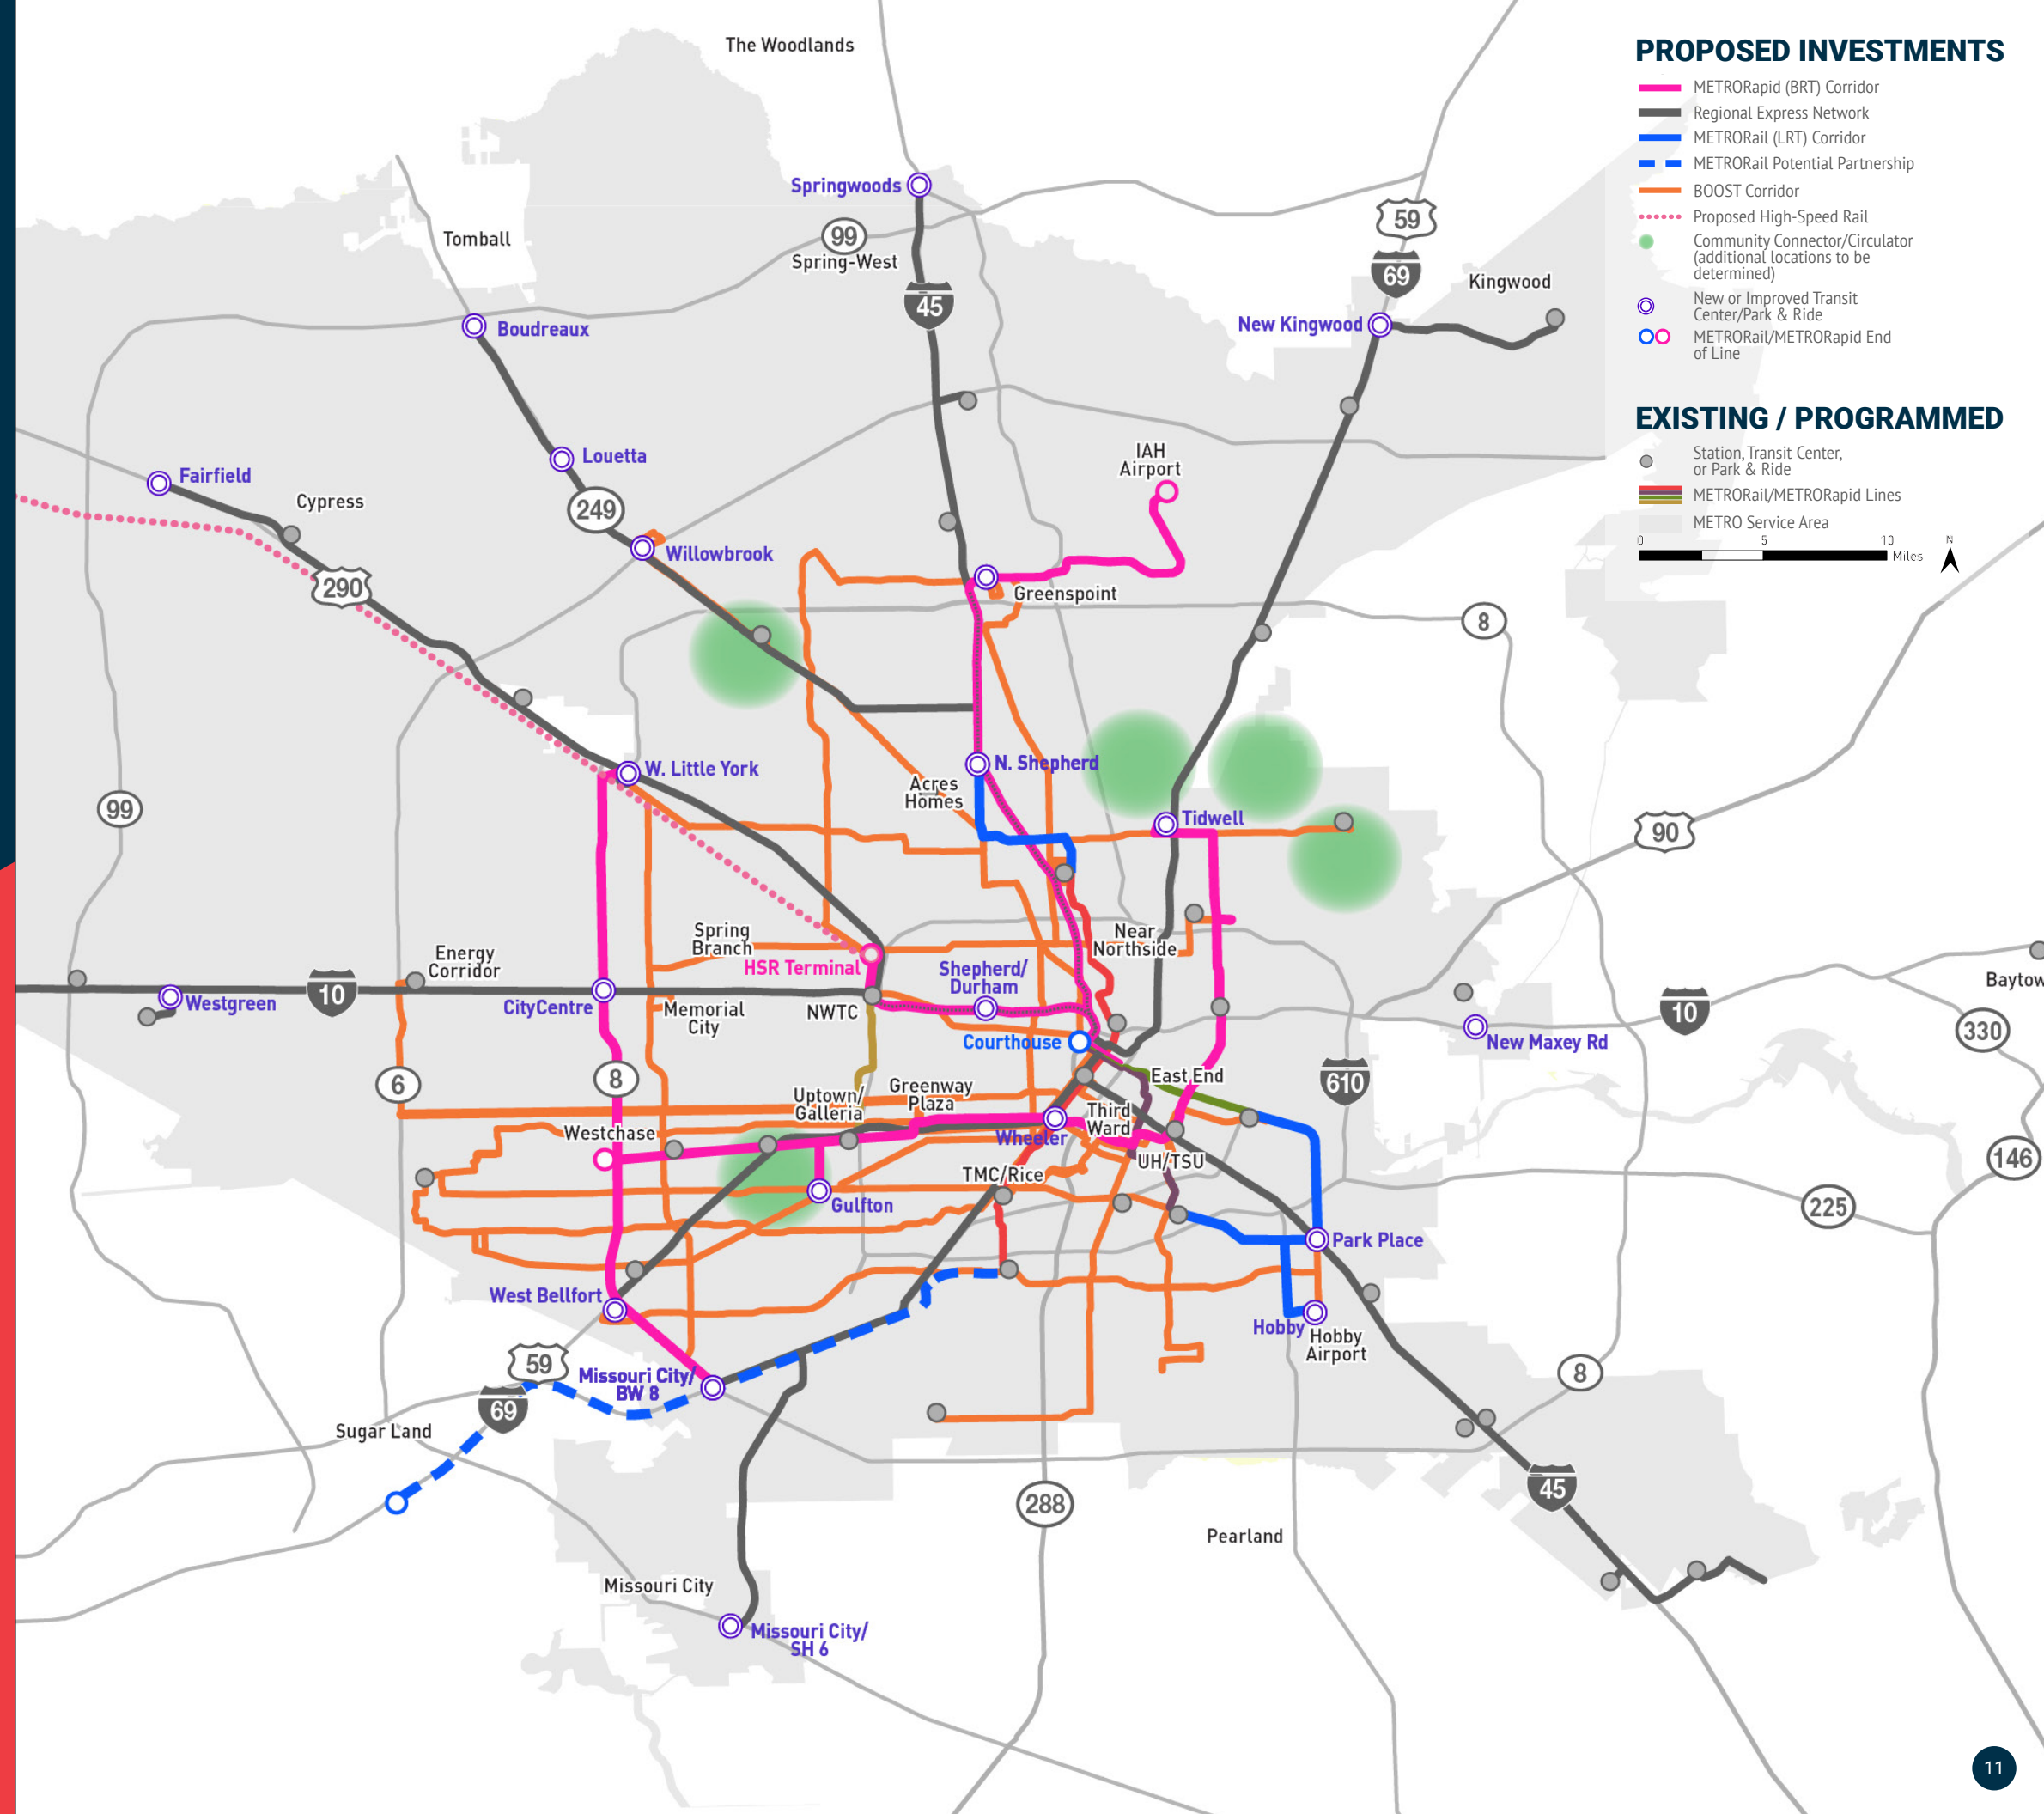 PROPOSED INVESTMENTS
METRORapid (BRT) Corridor
Regional Express Network
METRORail (LRT) Corridor
METRORail Potential Partnership
BOOST Corridor
Proposed High-Speed Rail
Community Connector/Circulator
(additional locations to be
determined)
New or Improved Transit
Center/Park & Ride
METRORail/METRORapid End
of Line
EXISTING / PROGRAMMED
Station, Transit Center,
or Park & Ride
METRORail/METRORapid Lines
METRO Service Area
0 5 10
Miles
N
The Woodlands
Springwoods
99
Spring-West
Tomball
45
59
69
Kingwood
New Kingwood
Boudreaux
Louetta
249
Fairfield
Cypress
290
Willowbrook
IAH
Airport
Greenspoint
8
W. Little York
N. Shepherd
Acres
Homes
Tidwell
99
90
Spring
Branch
HSR Terminal
Near
Northside
Energy
Corridor
Shepherd/
Durham
Westgreen
10
CityCentre
Memorial
City
NWTC
Courthouse
Baytow
10
330
New Maxey Rd
6
8
610
East End
Uptown/
Galleria
Greenway
Plaza
Third
Ward
Westchase
Wheeler
UH/TSU
TMC/Rice
146
225
Gulfton
Park Place
West Bellfort
Hobby
Hobby
Airport
59
69
Missouri City/
BW 8
8
Sugar Land
45
288
Pearland
Missouri City
Missouri City/
SH 6
11